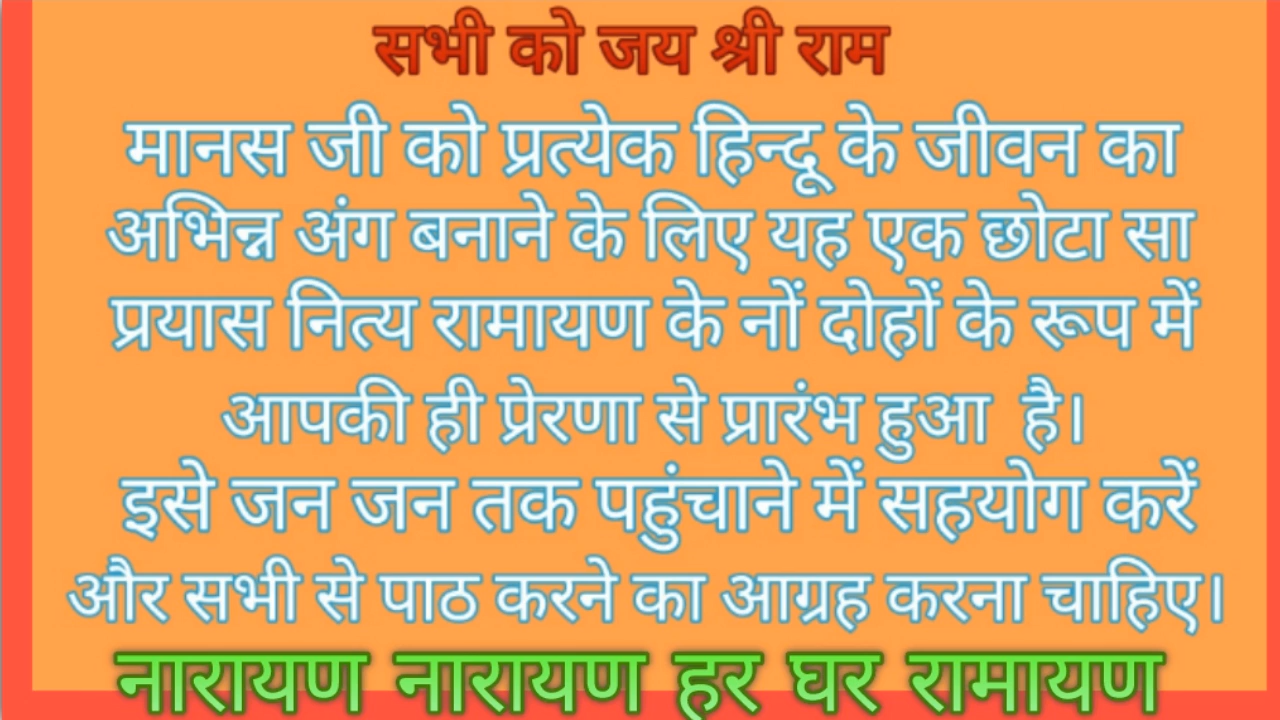 सभी को जय श्री राम
मानस जी को प्रत्येक हिन्दू के जीवन का
अभिन्न अंग बनाने के लिए यह एक छोटा सा
प्रयास नित्य रामायण के नों दोहों के रूप में
आपकी ही प्रेरणा से प्रारंभ हुआ है।
इसे जन जन तक पहुंचाने में सहयोग करें
और सभी से पाठ करने का आग्रह करना चाहिए।
नारायण नारायण हर घर रामायण